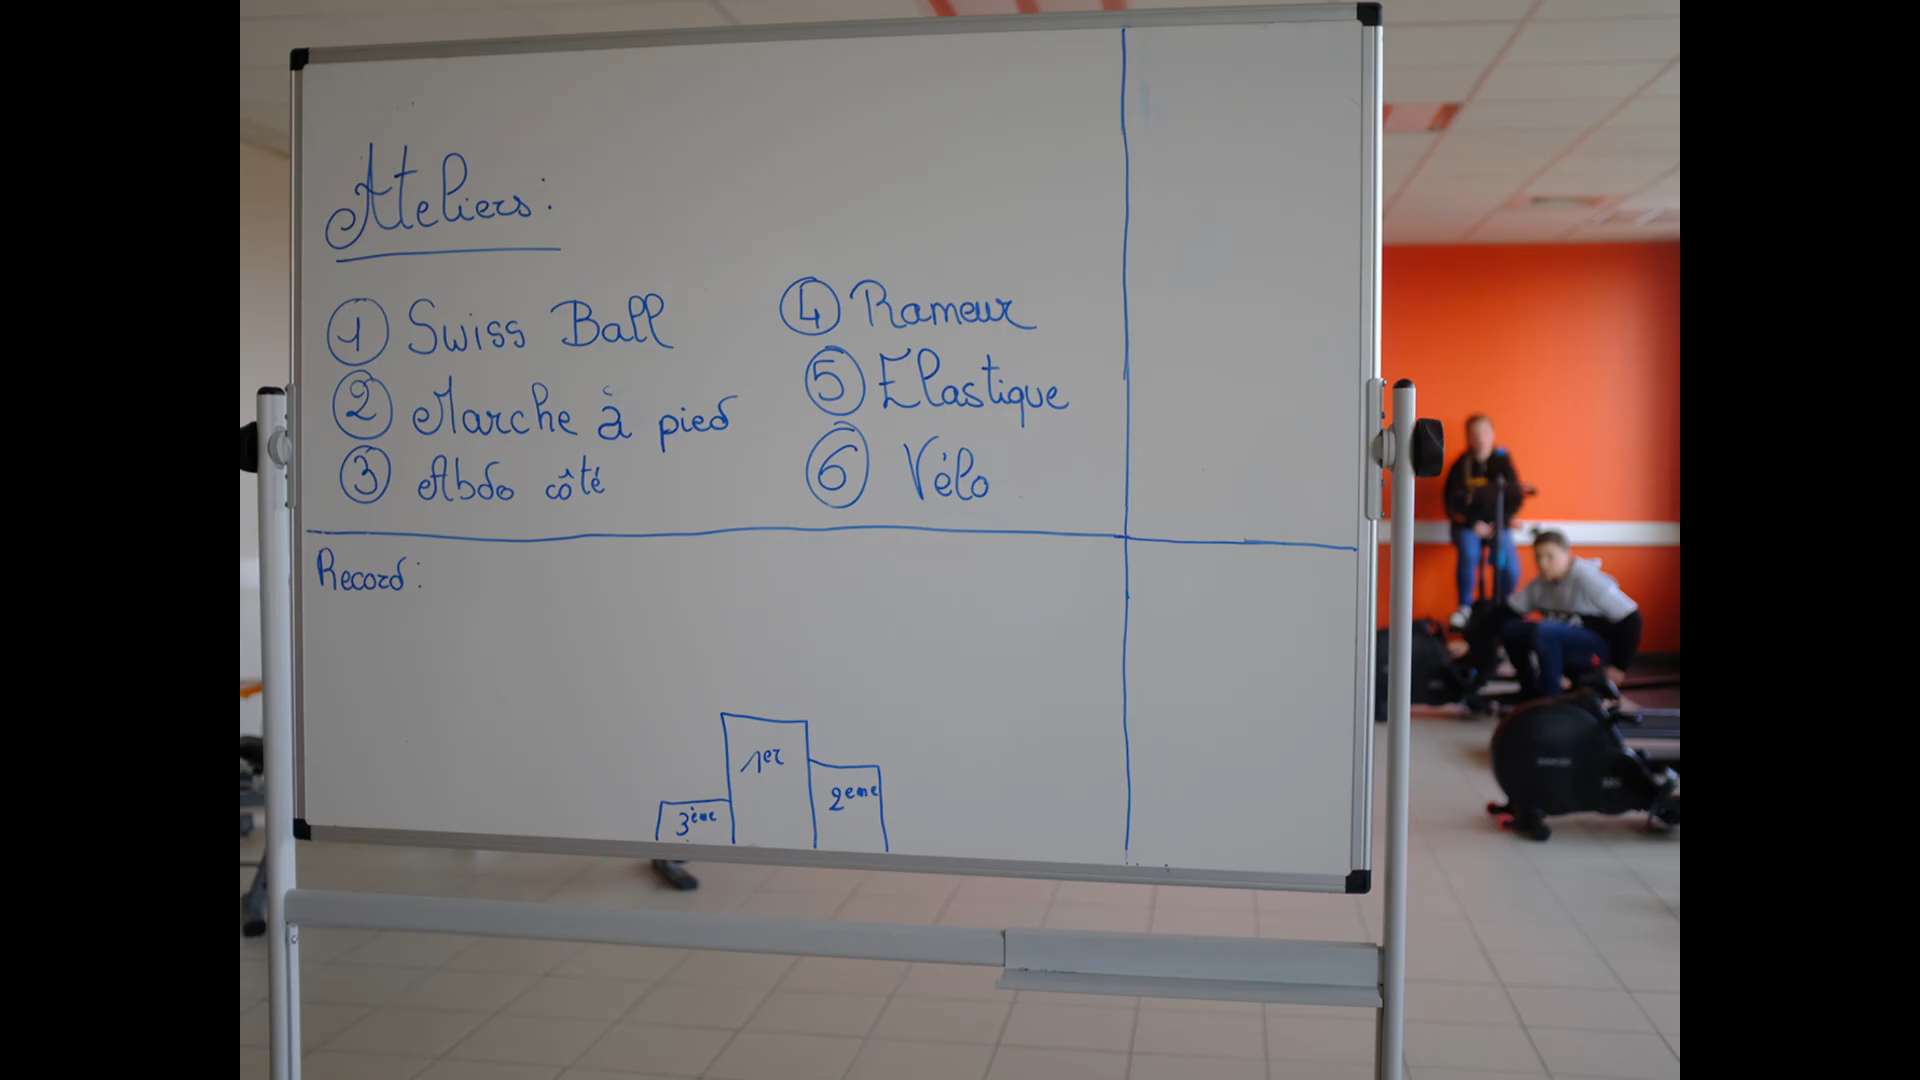 Ateliers:
1 Swiss Ball
2 Marche à pied
3 Abdo côté
4 Rameur
5 Elastique
6 Vélo
Record:
1er
2eme
3ème